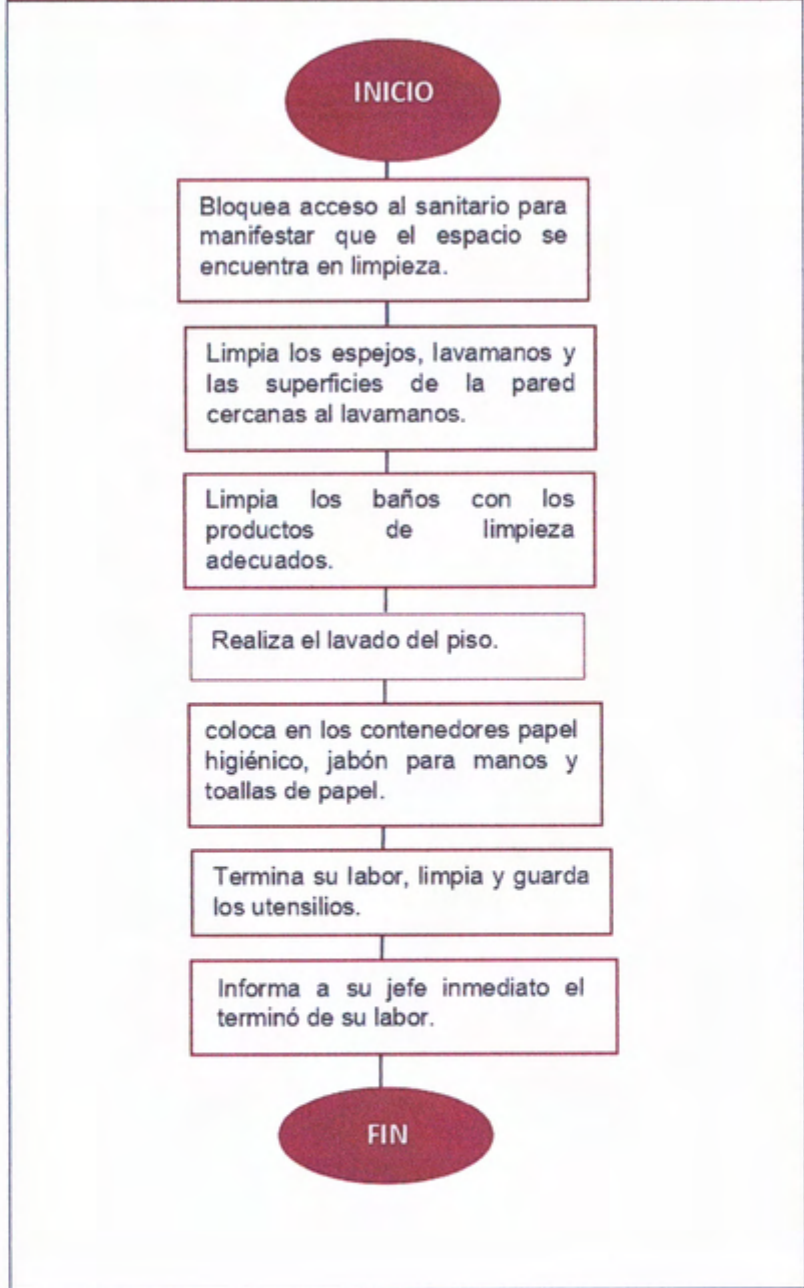 INICIO
Bloquea acceso al sanitario para
manifestar que el espacio se
encuentra en limpieza.
Limpia los espejos, lavamanos y
las superficies de la pared
cercanas al lavamanos.
Limpia los baños con los
productos de limpieza
adecuados.
Realiza el lavado del piso.
coloca en los contenedores papel
higiénico, jabón para manos y
toallas de papel.
Termina su labor, limpia y guarda
los utensilios.
Informa a su jefe inmediato el
terminó de su labor.
FIN